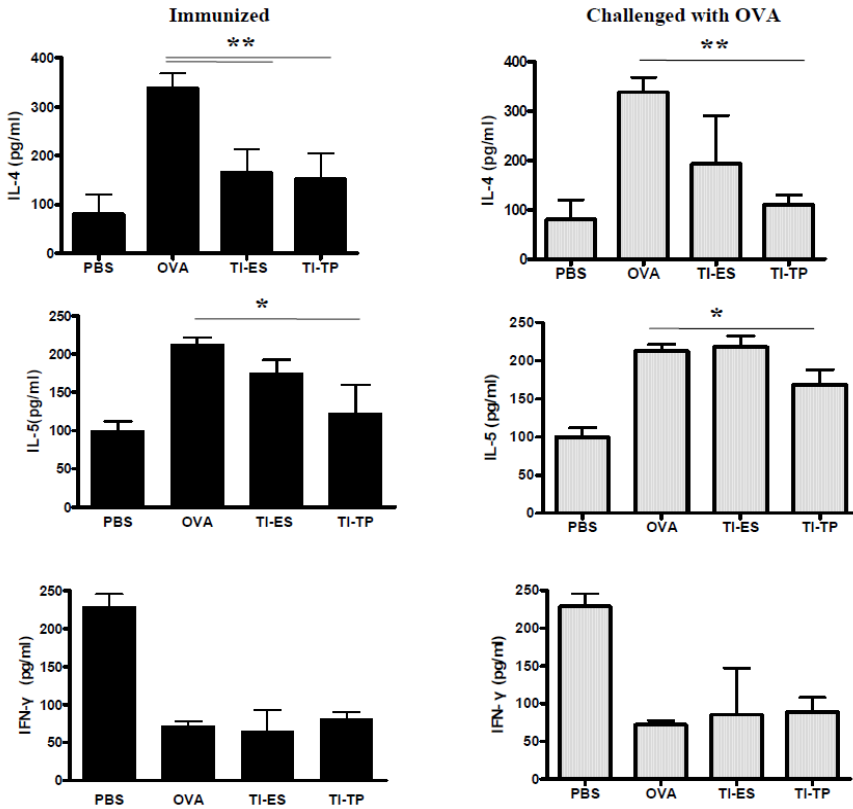 Immunized
**
400
300
200
100
0
IL-4 (pg/ml)
PBS OVA TI-ES TI-TP
Challenged with OVA
**
400
300
200
100
0
IL-4 (pg/ml)
PBS OVA TI-ES TI-TP
*
250
200
150
100
50
0
IL-5(pg/ml)
PBS OVA TI-ES TI-TP
*
250
200
150
100
50
0
IL-5 (pg/ml)
PBS OVA TI-ES TI-TP
250
200
150
100
50
0
IFN-γ (pg/ml)
PBS OVA TI-ES TI-TP
250
200
150
100
50
0
IFN- γ (pg/ml)
PBS OVA TI-ES TI-TP